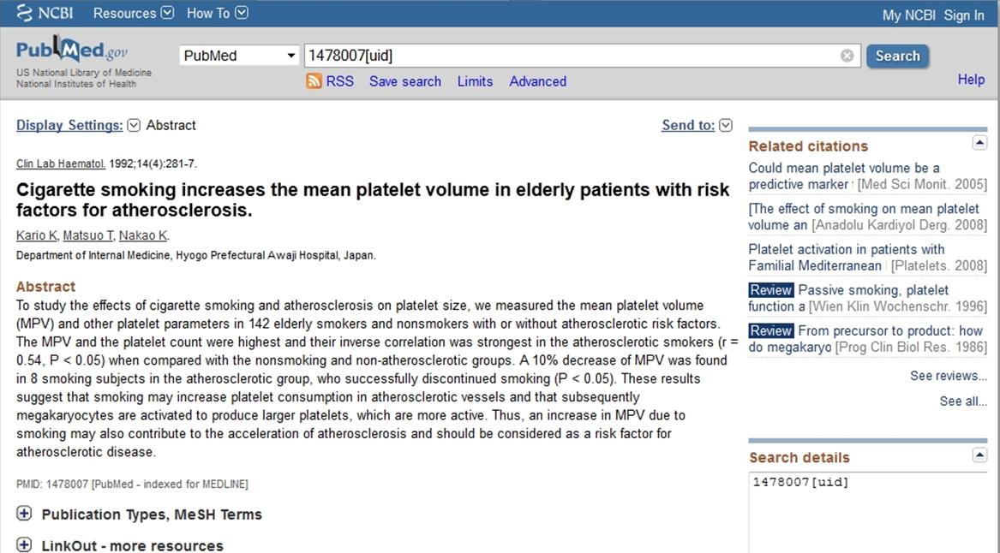 NCBI Resources How To My NCBI Sign In
PubMed.gov
US National Library of Medicine
National Institutes of Health
PubMed 1478007[uid] Search
RSS Save search Limits Advanced
Help
Display Settings: Abstract Send to:
Clin Lab Haematol. 1992;14(4):281-7.
Cigarette smoking increases the mean platelet volume in elderly patients with risk
factors for atherosclerosis.
Kario K, Matsuo T, Nakao K.
Department of Internal Medicine, Hyogo Prefectural Awaji Hospital, Japan.
Abstract
To study the effects of cigarette smoking and atherosclerosis on platelet size, we measured the mean platelet volume
(MPV) and other platelet parameters in 142 elderly smokers and nonsmokers with or without atherosclerotic risk factors.
The MPV and the platelet count were highest and their inverse correlation was strongest in the atherosclerotic smokers (r =
0.54, P < 0.05) when compared with the nonsmoking and non-atherosclerotic groups. A 10% decrease of MPV was found
in 8 smoking subjects in the atherosclerotic group, who successfully discontinued smoking (P < 0.05). These results
suggest that smoking may increase platelet consumption in atherosclerotic vessels and that subsequently
megakaryocytes are activated to produce larger platelets, which are more active. Thus, an increase in MPV due to
smoking may also contribute to the acceleration of atherosclerosis and should be considered as a risk factor for
atherosclerotic disease.
PMID: 1478007 [PubMed - indexed for MEDLINE]
Publication Types, MeSH Terms
LinkOut - more resources
Related citations
Could mean platelet volume be a
predictive marker [Med Sci Monit. 2005]
[The effect of smoking on mean platelet
volume an [Anadolu Kardiyol Derg. 2008]
Platelet activation in patients with
Familial Mediterranean [Platelets. 2008]
Review Passive smoking, platelet
function a [Wien Klin Wochenschr. 1996]
Review From precursor to product: how
do megakaryo [Prog Clin Biol Res. 1986]
See reviews...
See all...
Search details
1478007[uid]